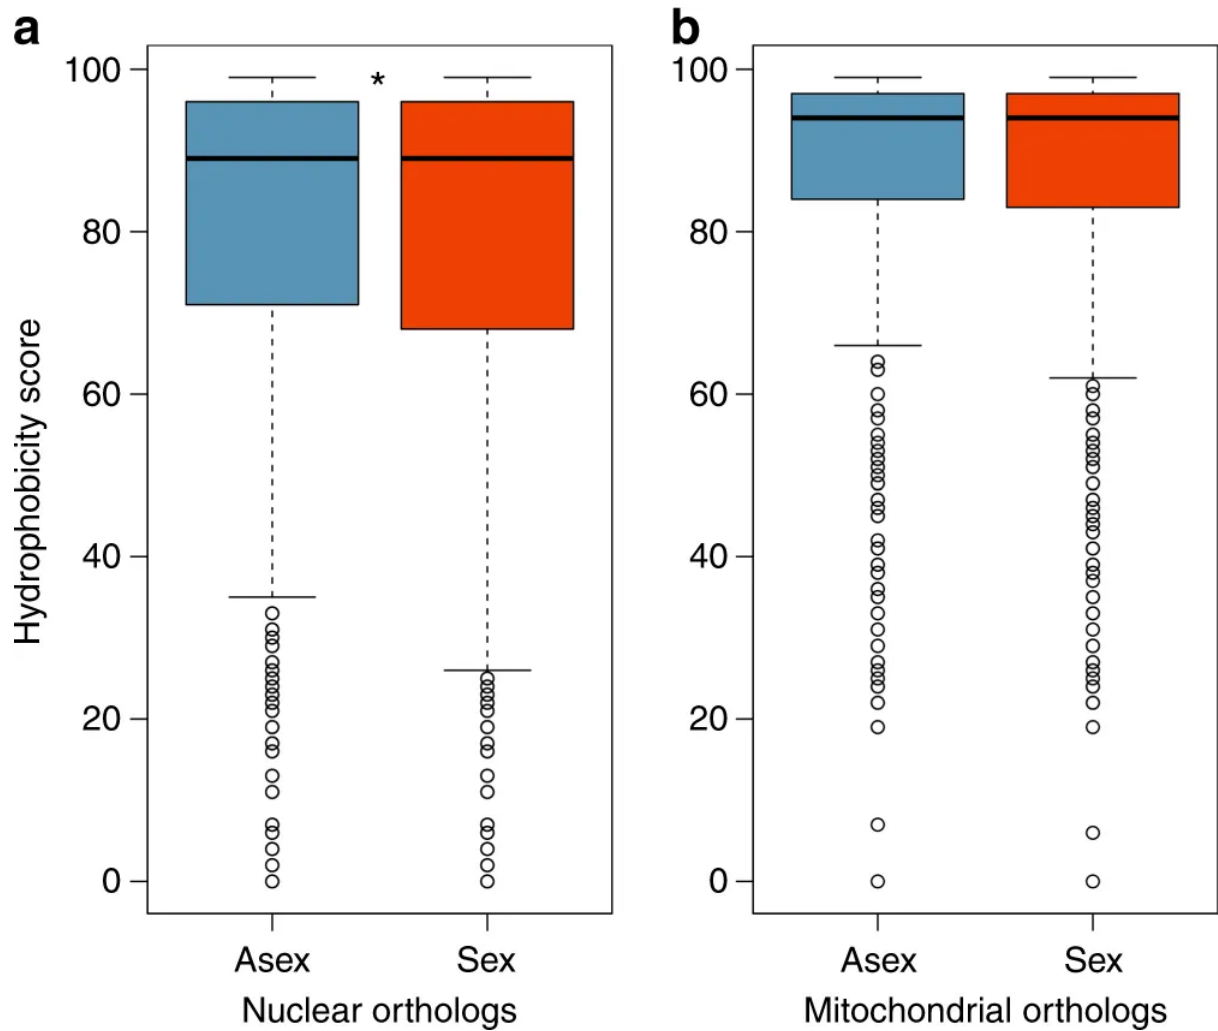 a
100
80
60
40
20
0
Hydrophobicity score
*
Asex Sex
Nuclear orthologs
b
100
80
60
40
20
0
Asex Sex
Mitochondrial orthologs